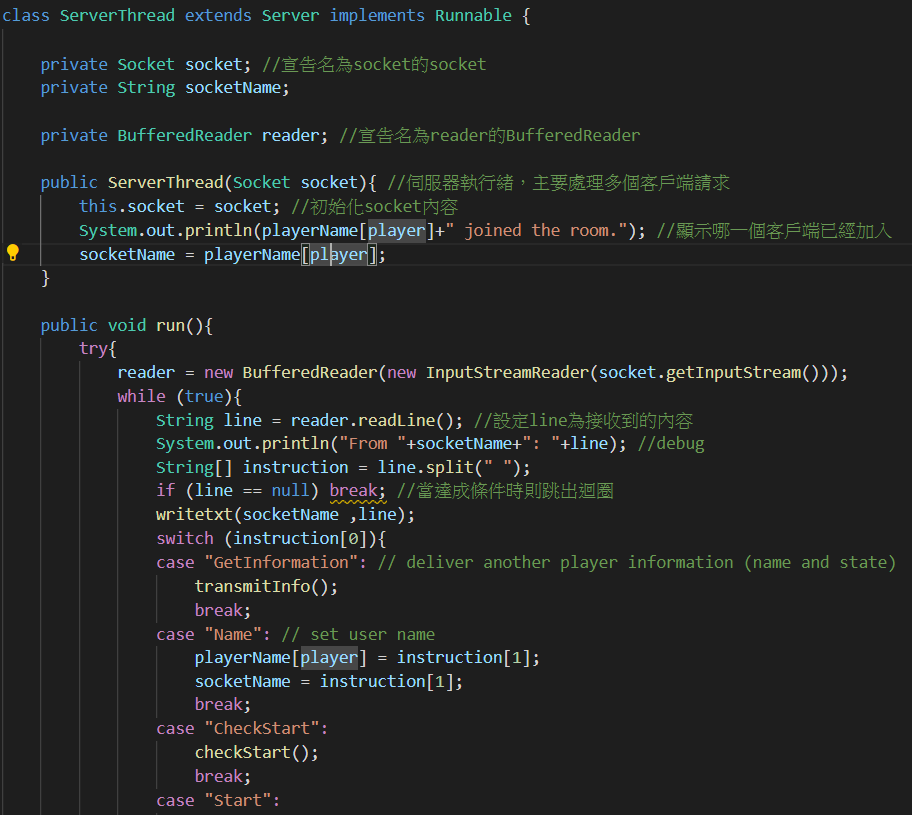 class ServerThread extends Server implements Runnable {
private Socket socket; //宣告名為socket的socket
private String socketName;
private BufferedReader reader; //宣告名為reader的BufferedReader
public ServerThread(Socket socket){ //伺服器執行緒，主要處理多個客戶端請求
this.socket = socket; //初始化socket內容
System.out.println(playerName[player]+" joined the room."); //顯示哪一個客戶端已經加入
socketName = playerName[player];
}
public void run(){
try{
reader = new BufferedReader(new InputStreamReader(socket.getInputStream()));
while (true){
String line = reader.readLine(); //設定line為接收到的內容
System.out.println("From "+socketName+": "+line); //debug
String[] instruction = line.split(" ");
if (line == null) break; //當達成條件時則跳出迴圈
writetxt(socketName ,line);
switch (instruction[0]){
case "GetInformation": // deliver another player information (name and state)
transmitInfo();
break;
case "Name": // set user name
playerName[player] = instruction[1];
socketName = instruction[1];
break;
case "CheckStart":
checkStart();
break;
case "Start":